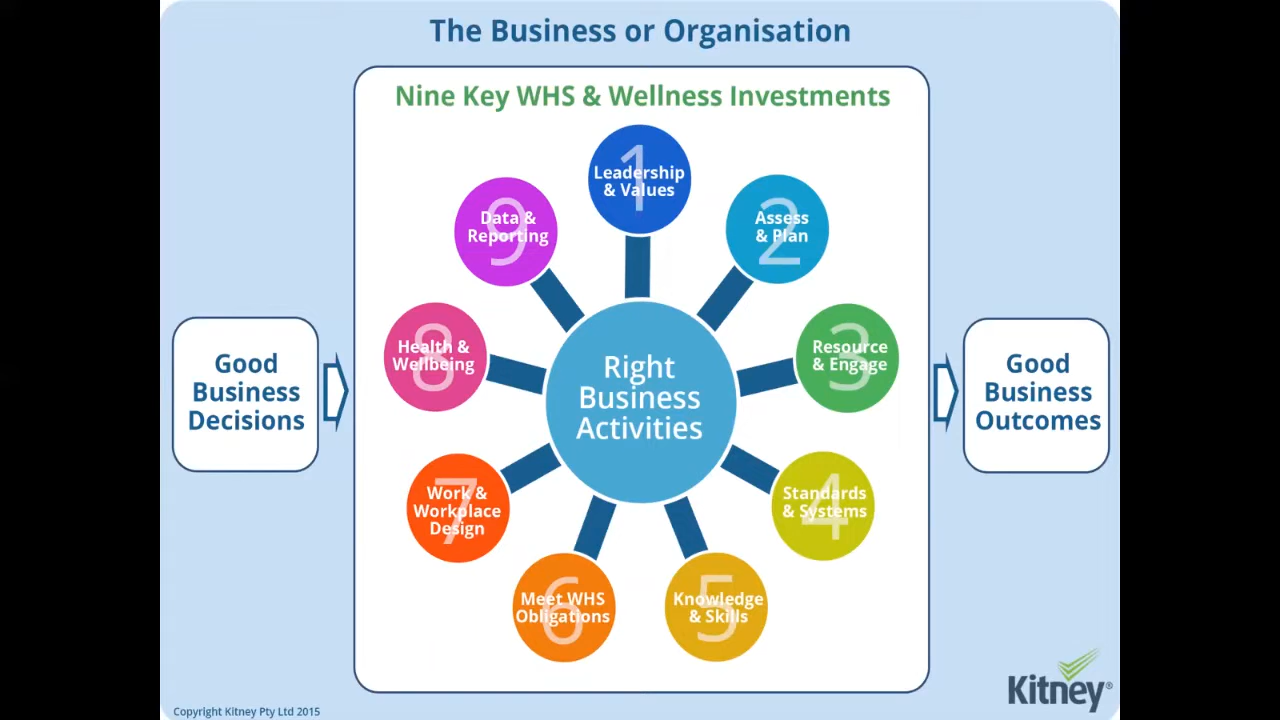 The Business or Organisation
Nine Key WHS & Wellness Investments
1
Leadership
& Values
2
Assess
& Plan
3
Resource
& Engage
4
Standards
& Systems
5
Knowledge
& Skills
6
Meet WHS
Obligations
7
Work &
Workplace
Design
8
Health &
Wellbeing
9
Data &
Reporting
Right
Business
Activities
Good
Business
Decisions
Good
Business
Outcomes
Kitney®
Copyright Kitney Pty Ltd 2015